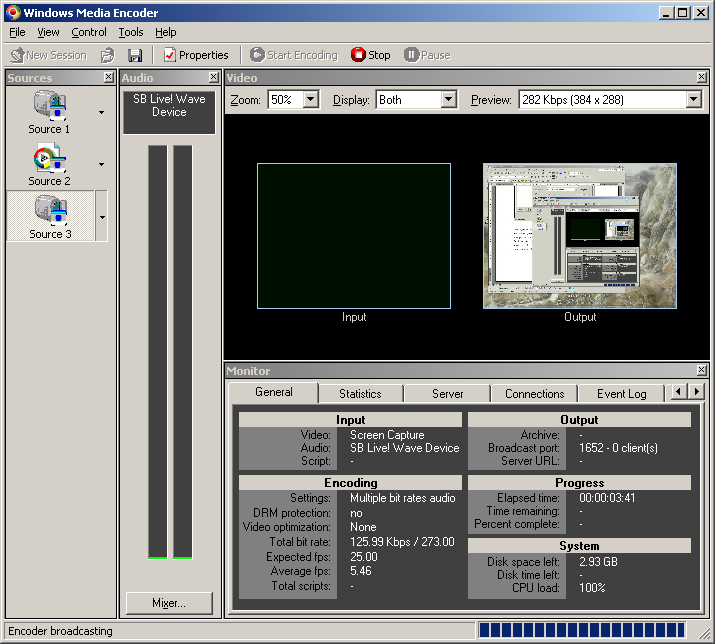 Windows Media Encoder
File View Control Tools Help
New Session Properties Start Encoding Stop Pause
Sources
Source 1
Source 2
Source 3
Audio
SB Live! Wave
Device
Mixer...
Video
Zoom: 50% Display: Both Preview: 282 Kbps (384 x 288)
Input
Output
Monitor
General Statistics Server Connections Event Log
Input
Video: Screen Capture
Audio: SB Live! Wave Device
Script: -
Encoding
Settings: Multiple bit rates audio
DRM protection: no
Video optimization: None
Total bit rate: 125.99 Kbps / 273.00
Expected fps: 25.00
Average fps: 5.46
Total scripts: -
Output
Archive: -
Broadcast port: 1652 - 0 client(s)
Server URL: -
Progress
Elapsed time: 00:00:03:41
Time remaining: -
Percent complete: -
System
Disk space left: 2.93 GB
Disk time left: -
CPU load: 100%
Encoder broadcasting